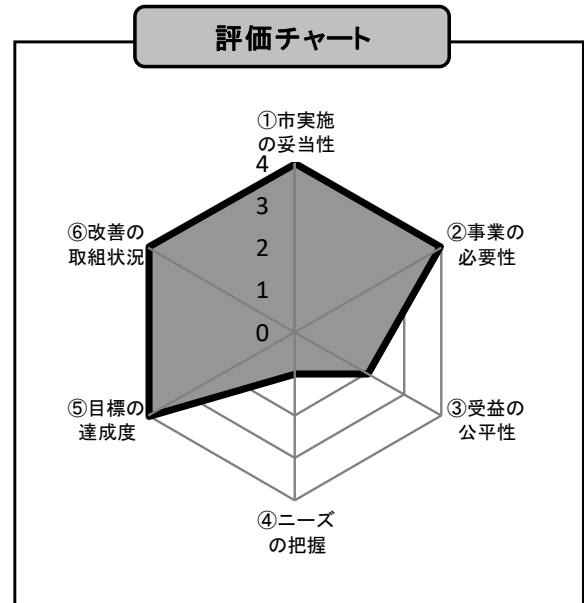 評価チャート
①市実施
の妥当性
4
3
2
1
0
②事業の
必要性
③受益の
公平性
④ニーズ
の把握
⑤目標の
達成度
⑥改善の
取組状況